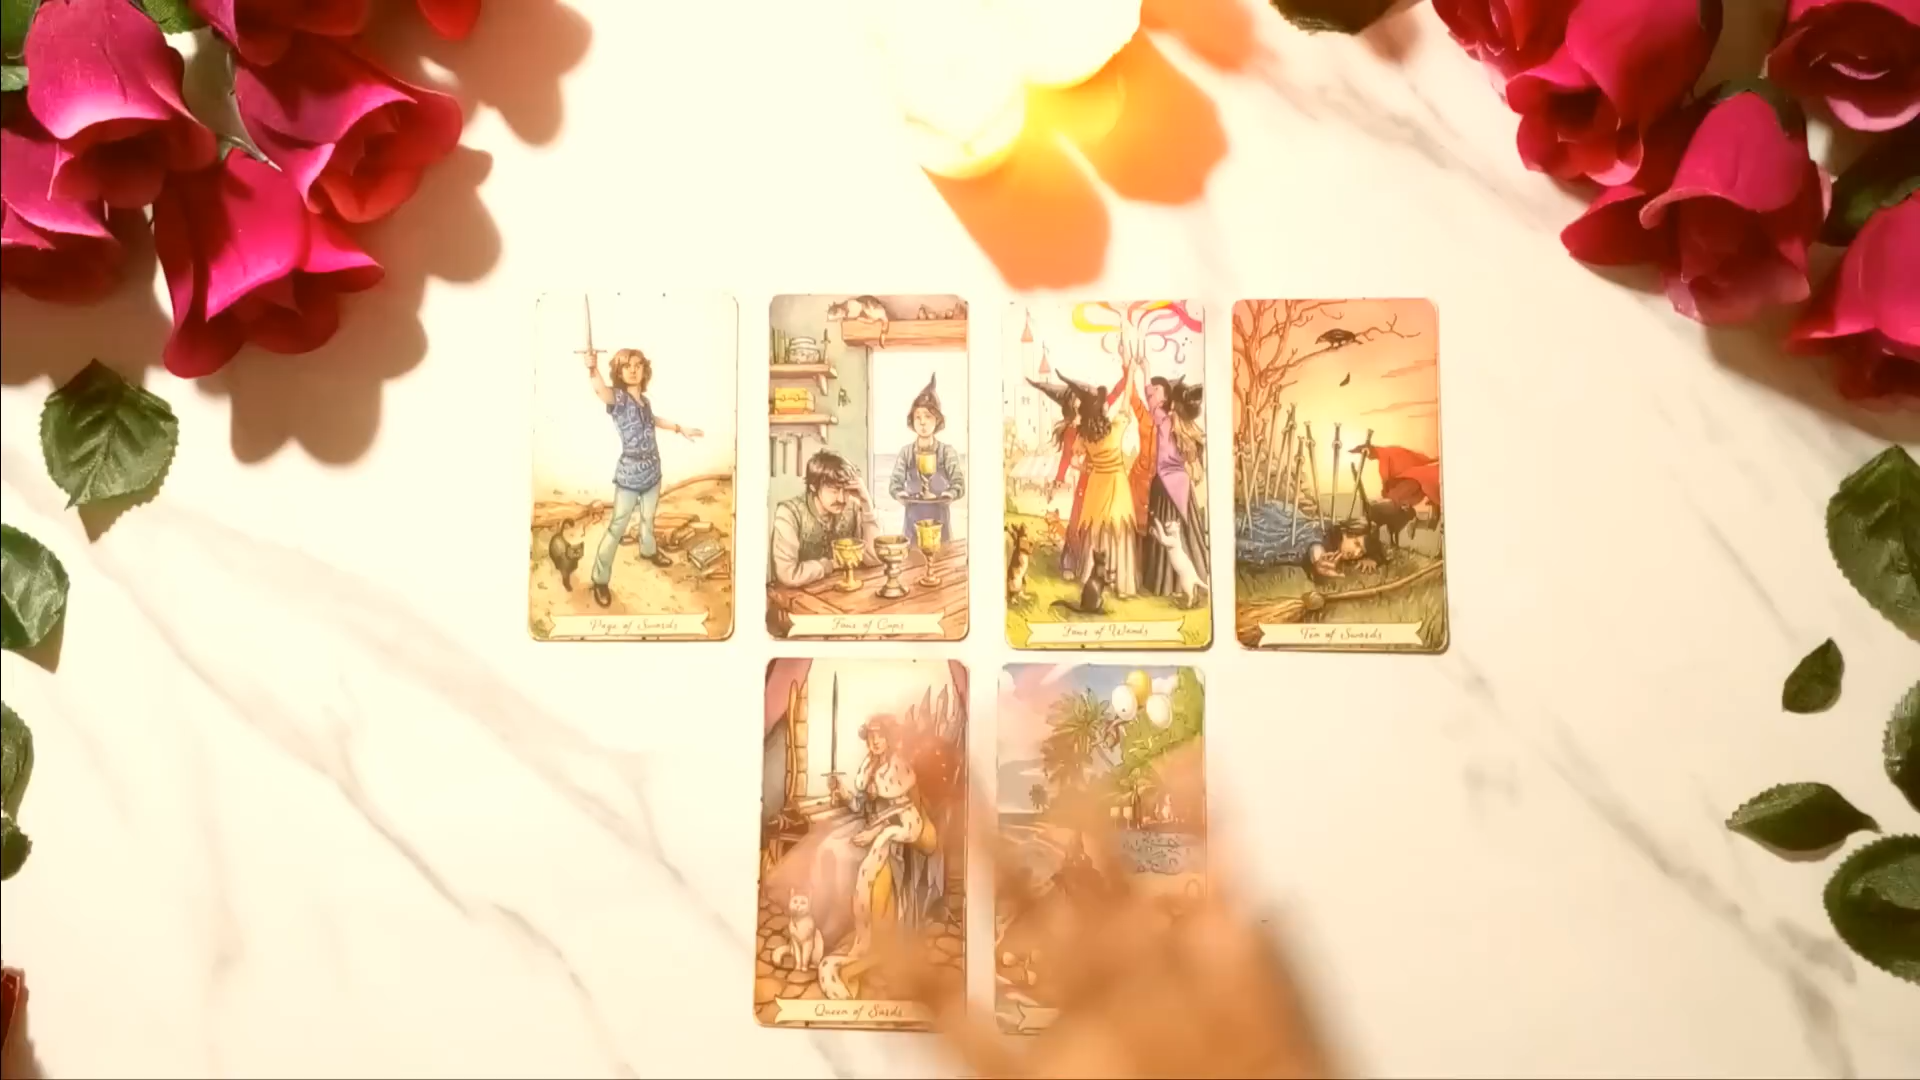 Page of Swords
Four of Cups
Four of Wands
Ten of Swords
Queen of Swords